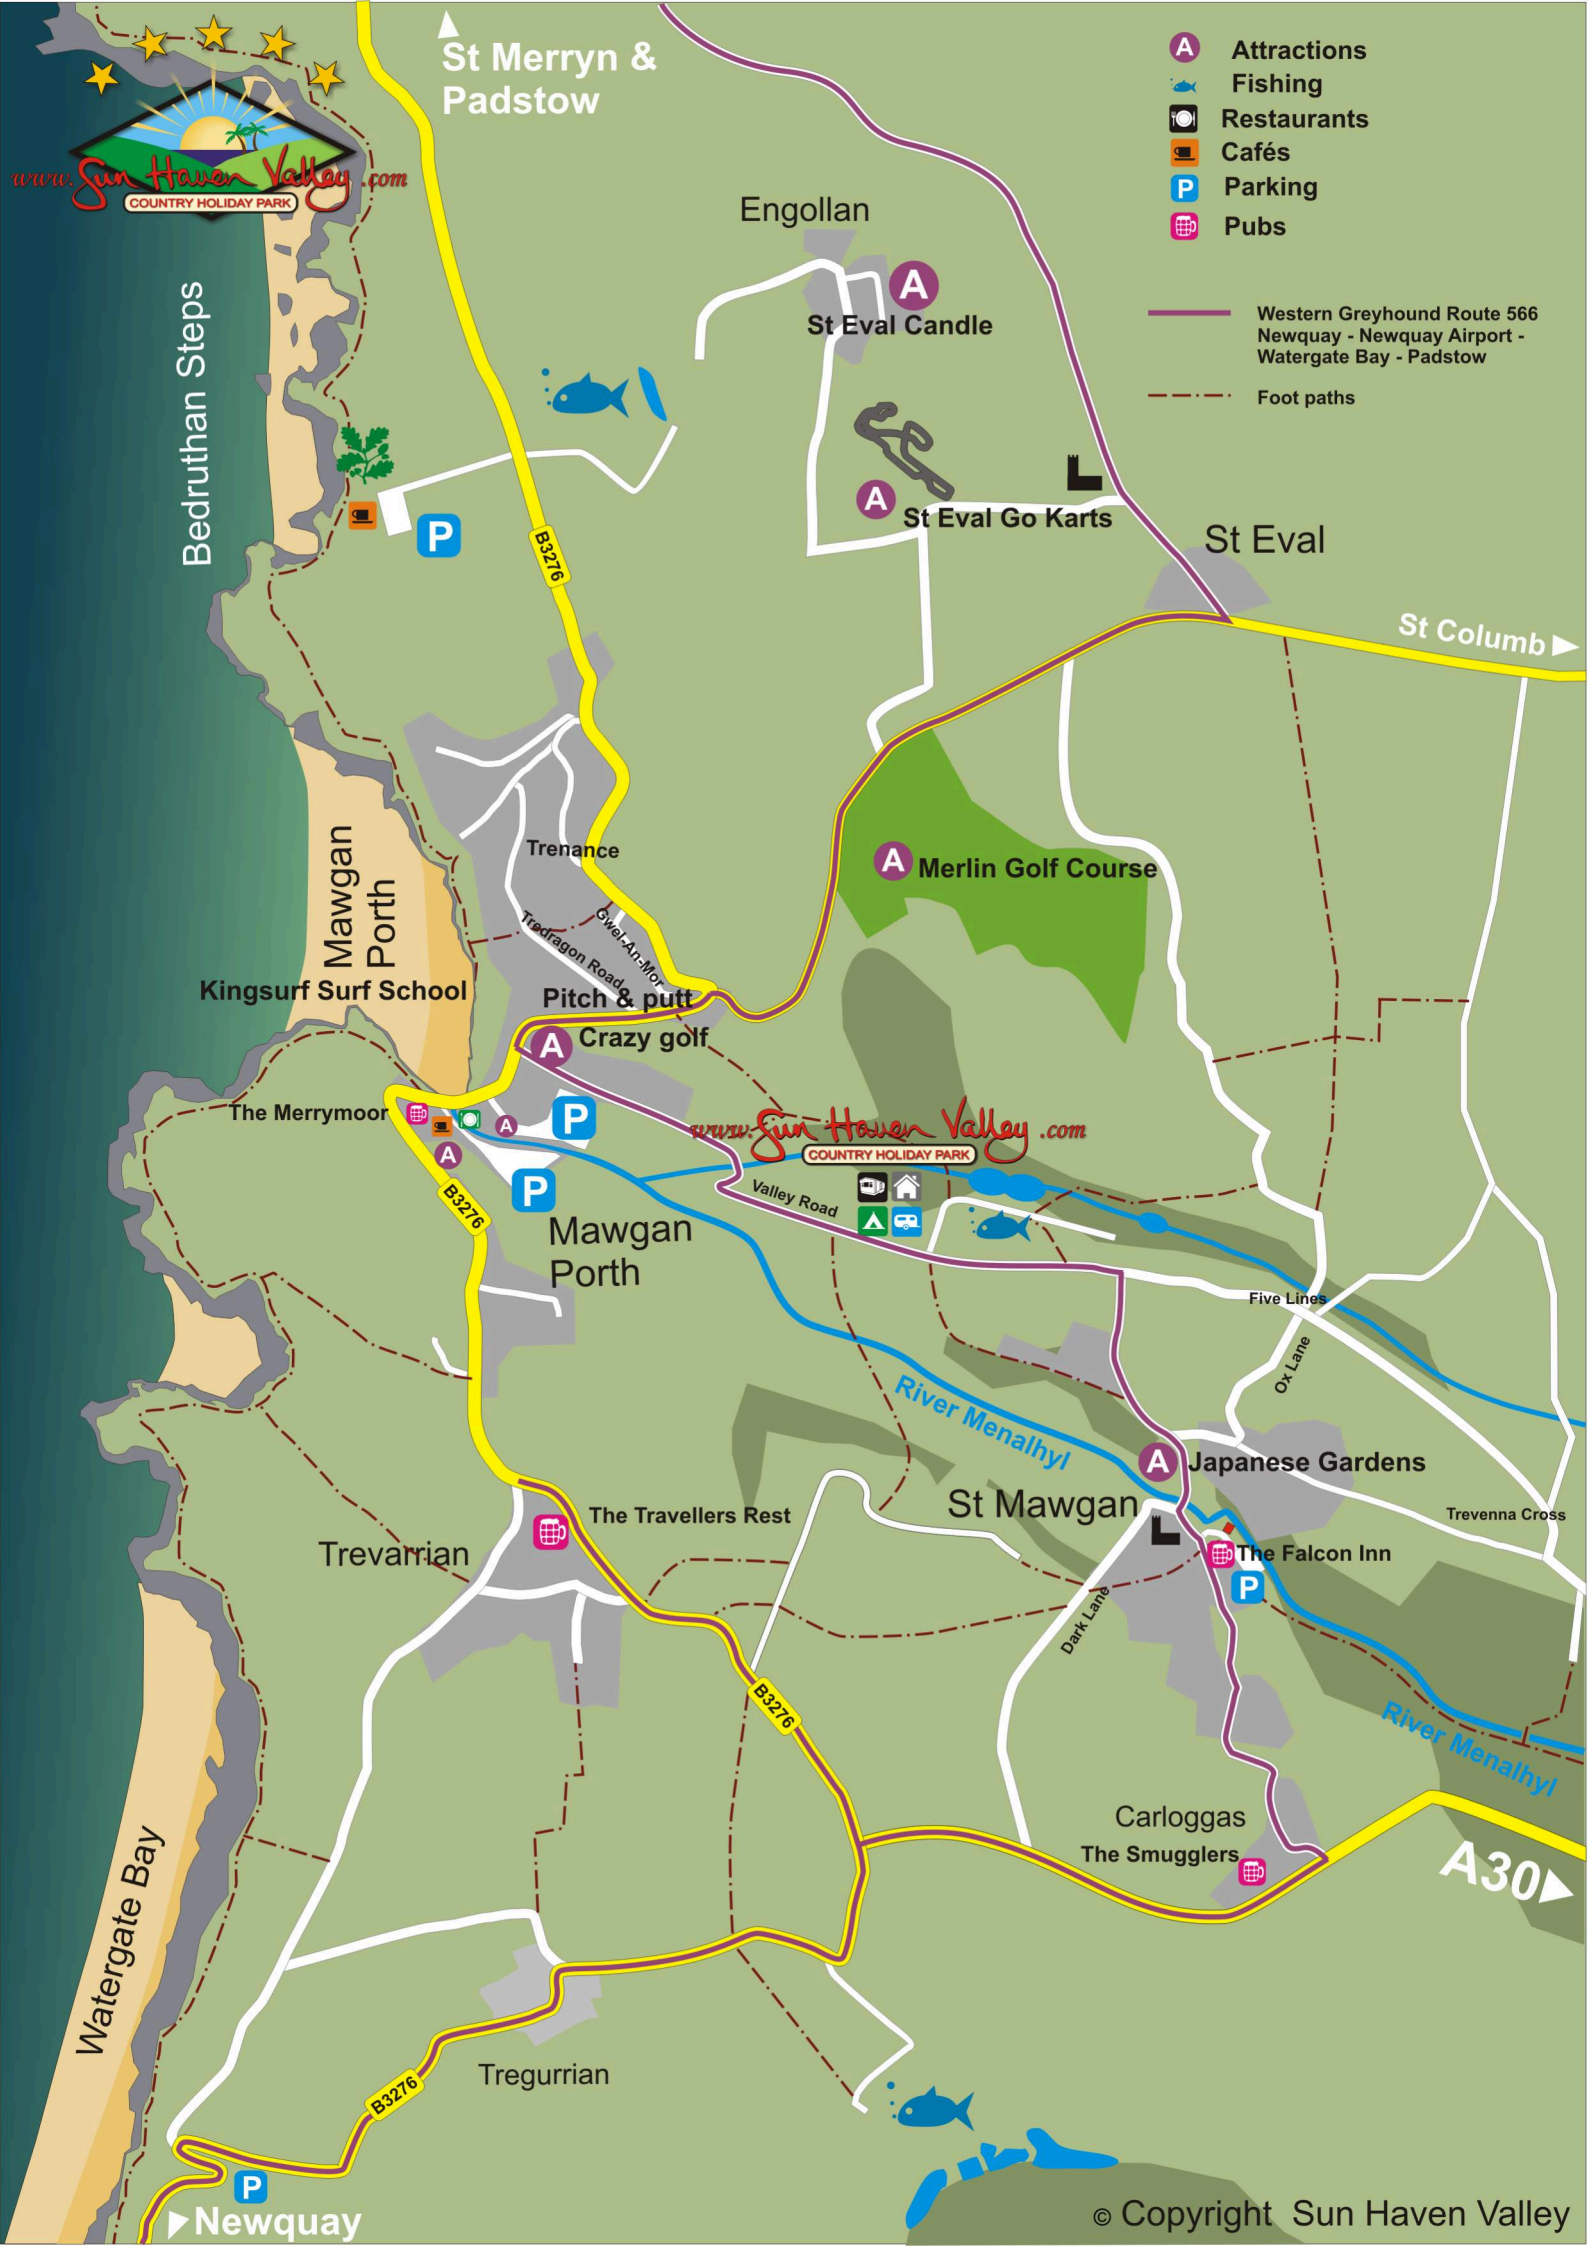 St Merryn &
Padstow
www.Sun Haven Valley.com
COUNTRY HOLIDAY PARK
A Attractions
Fishing
Restaurants
Cafés
P Parking
Pubs
Western Greyhound Route 566
Newquay - Newquay Airport -
Watergate Bay - Padstow
Foot paths
Engollan
A
St Eval Candle
Bedruthan Steps
A
St Eval Go Karts
P
B3276
St Eval
St Columb
Trenance
A
Merlin Golf Course
Mawgan
Porth
Gwel-An-Mor
Tredragon Road
Kingsurf Surf School
Pitch & putt
A
Crazy golf
The Merrymoor
A
P
A
P
B3276
www.Sun Haven Valley.com
COUNTRY HOLIDAY PARK
Valley Road
Mawgan
Porth
Five Lines
Ox Lane
River Menalhyl
A
Japanese Gardens
St Mawgan
Trevenna Cross
The Travellers Rest
Trevarrian
The Falcon Inn
P
Dark Lane
B3276
River Menalhyl
Carloggas
The Smugglers
A30
Watergate Bay
Tregurrian
B3276
P
Newquay
© Copyright Sun Haven Valley